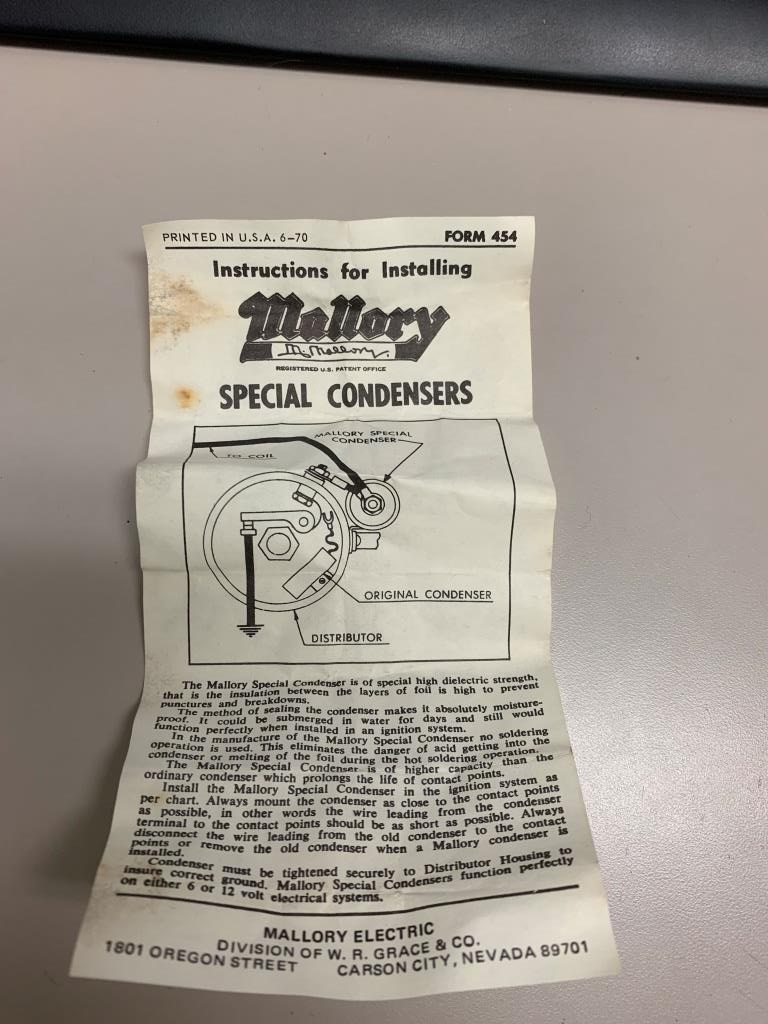 PRINTED IN U.S.A. 6-70 FORM 454
Instructions for Installing
Mallory
M. Mallory.
REGISTERED U.S. PATENT OFFICE
SPECIAL CONDENSERS
MALLORY SPECIAL
CONDENSER
TO COIL
ORIGINAL CONDENSER
DISTRIBUTOR
The Mallory Special Condenser is of special high dielectric strength,
that is the insulation between the layers of foil is high to prevent
punctures and breakdowns.
The method of sealing the condenser makes it absolutely moisture-
proof. It could be submerged in water for days and still would
function perfectly when installed in an ignition system.
In the manufacture of the Mallory Special Condenser no soldering
operation is used. This eliminates the danger of acid getting into the
condenser or melting of the foil during the hot soldering operation.
The Mallory Special Condenser is of higher capacity than the
ordinary condenser which prolongs the life of contact points.
Install the Mallory Special Condenser in the ignition system as
per chart. Always mount the condenser as close to the contact points
as possible, in other words the wire leading from the condenser
terminal to the contact points should be as short as possible. Always
disconnect the wire leading from the old condenser to the contact
points or remove the old condenser when a Mallory condenser is
installed.
Condenser must be tightened securely to Distributor Housing to
insure correct ground. Mallory Special Condensers function perfectly
on either 6 or 12 volt electrical systems.
MALLORY ELECTRIC
DIVISION OF W. R. GRACE & CO.
1801 OREGON STREET CARSON CITY, NEVADA 89701